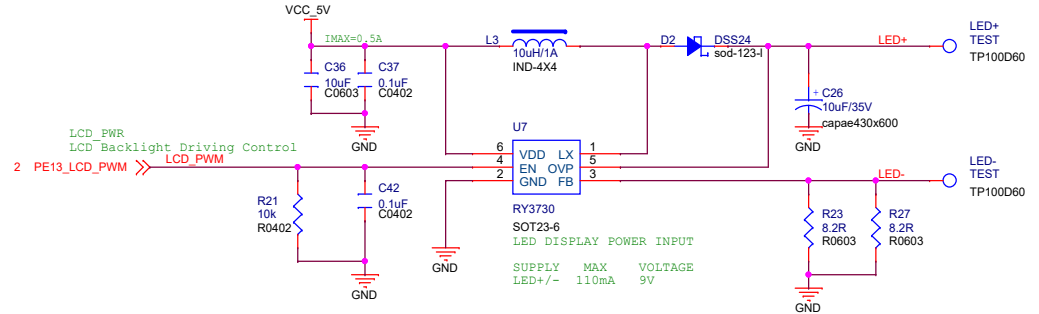 VCC_5V
IMAX=0.5A
L3
10uH/1A
IND-4X4
D2
DSS24
sod-123-l
LED+
LED+
TEST
TP100D60
C36
10uF
C0603
C37
0.1uF
C0402
GND
+
C26
10uF/35V
capae430x600
GND
LCD_PWR
LCD Backlight Driving Control
2 PE13_LCD_PWM
LCD_PWM
U7
6 VDD LX 1
4 EN OVP 5
2 GND FB 3
RY3730
SOT23-6
LED-
LED-
TEST
TP100D60
R21
10k
R0402
C42
0.1uF
C0402
GND
GND
LED DISPLAY POWER INPUT
SUPPLY MAX VOLTAGE
LED+/- 110mA 9V
R23
8.2R
R0603
R27
8.2R
R0603
GND